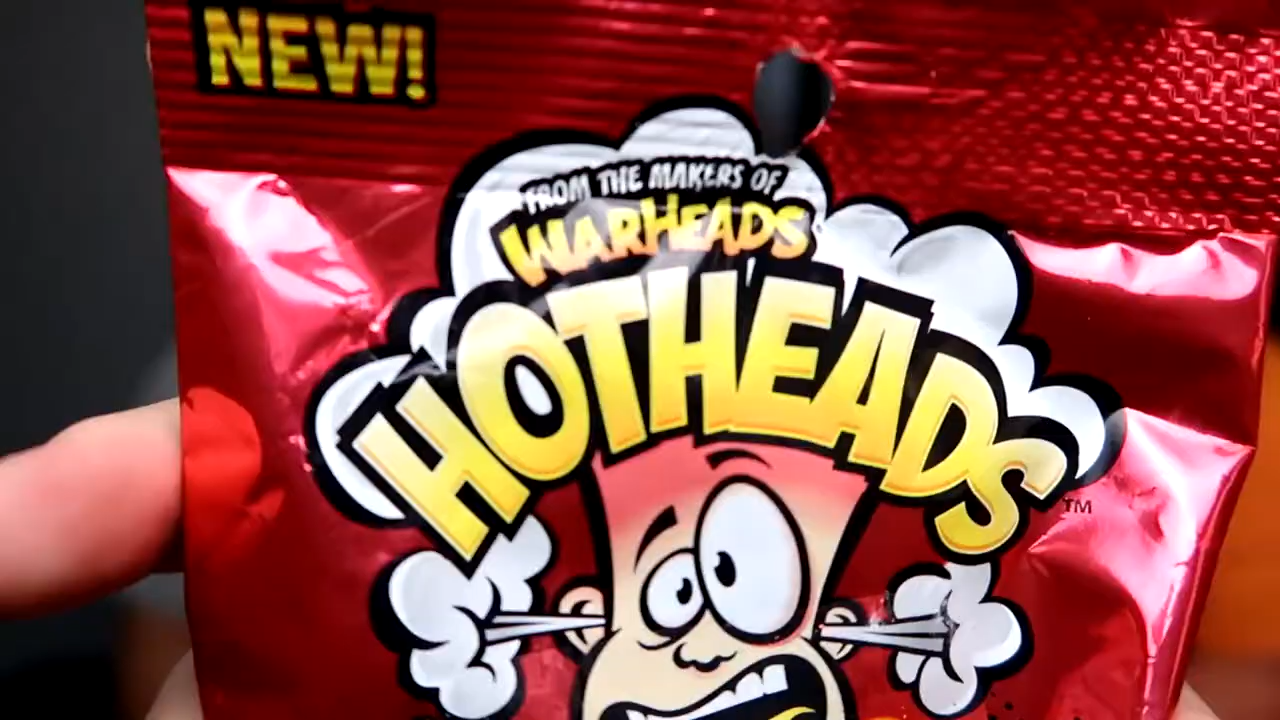 NEW!
FROM THE MAKERS OF
WARHEADS
HOTHEADS
TM